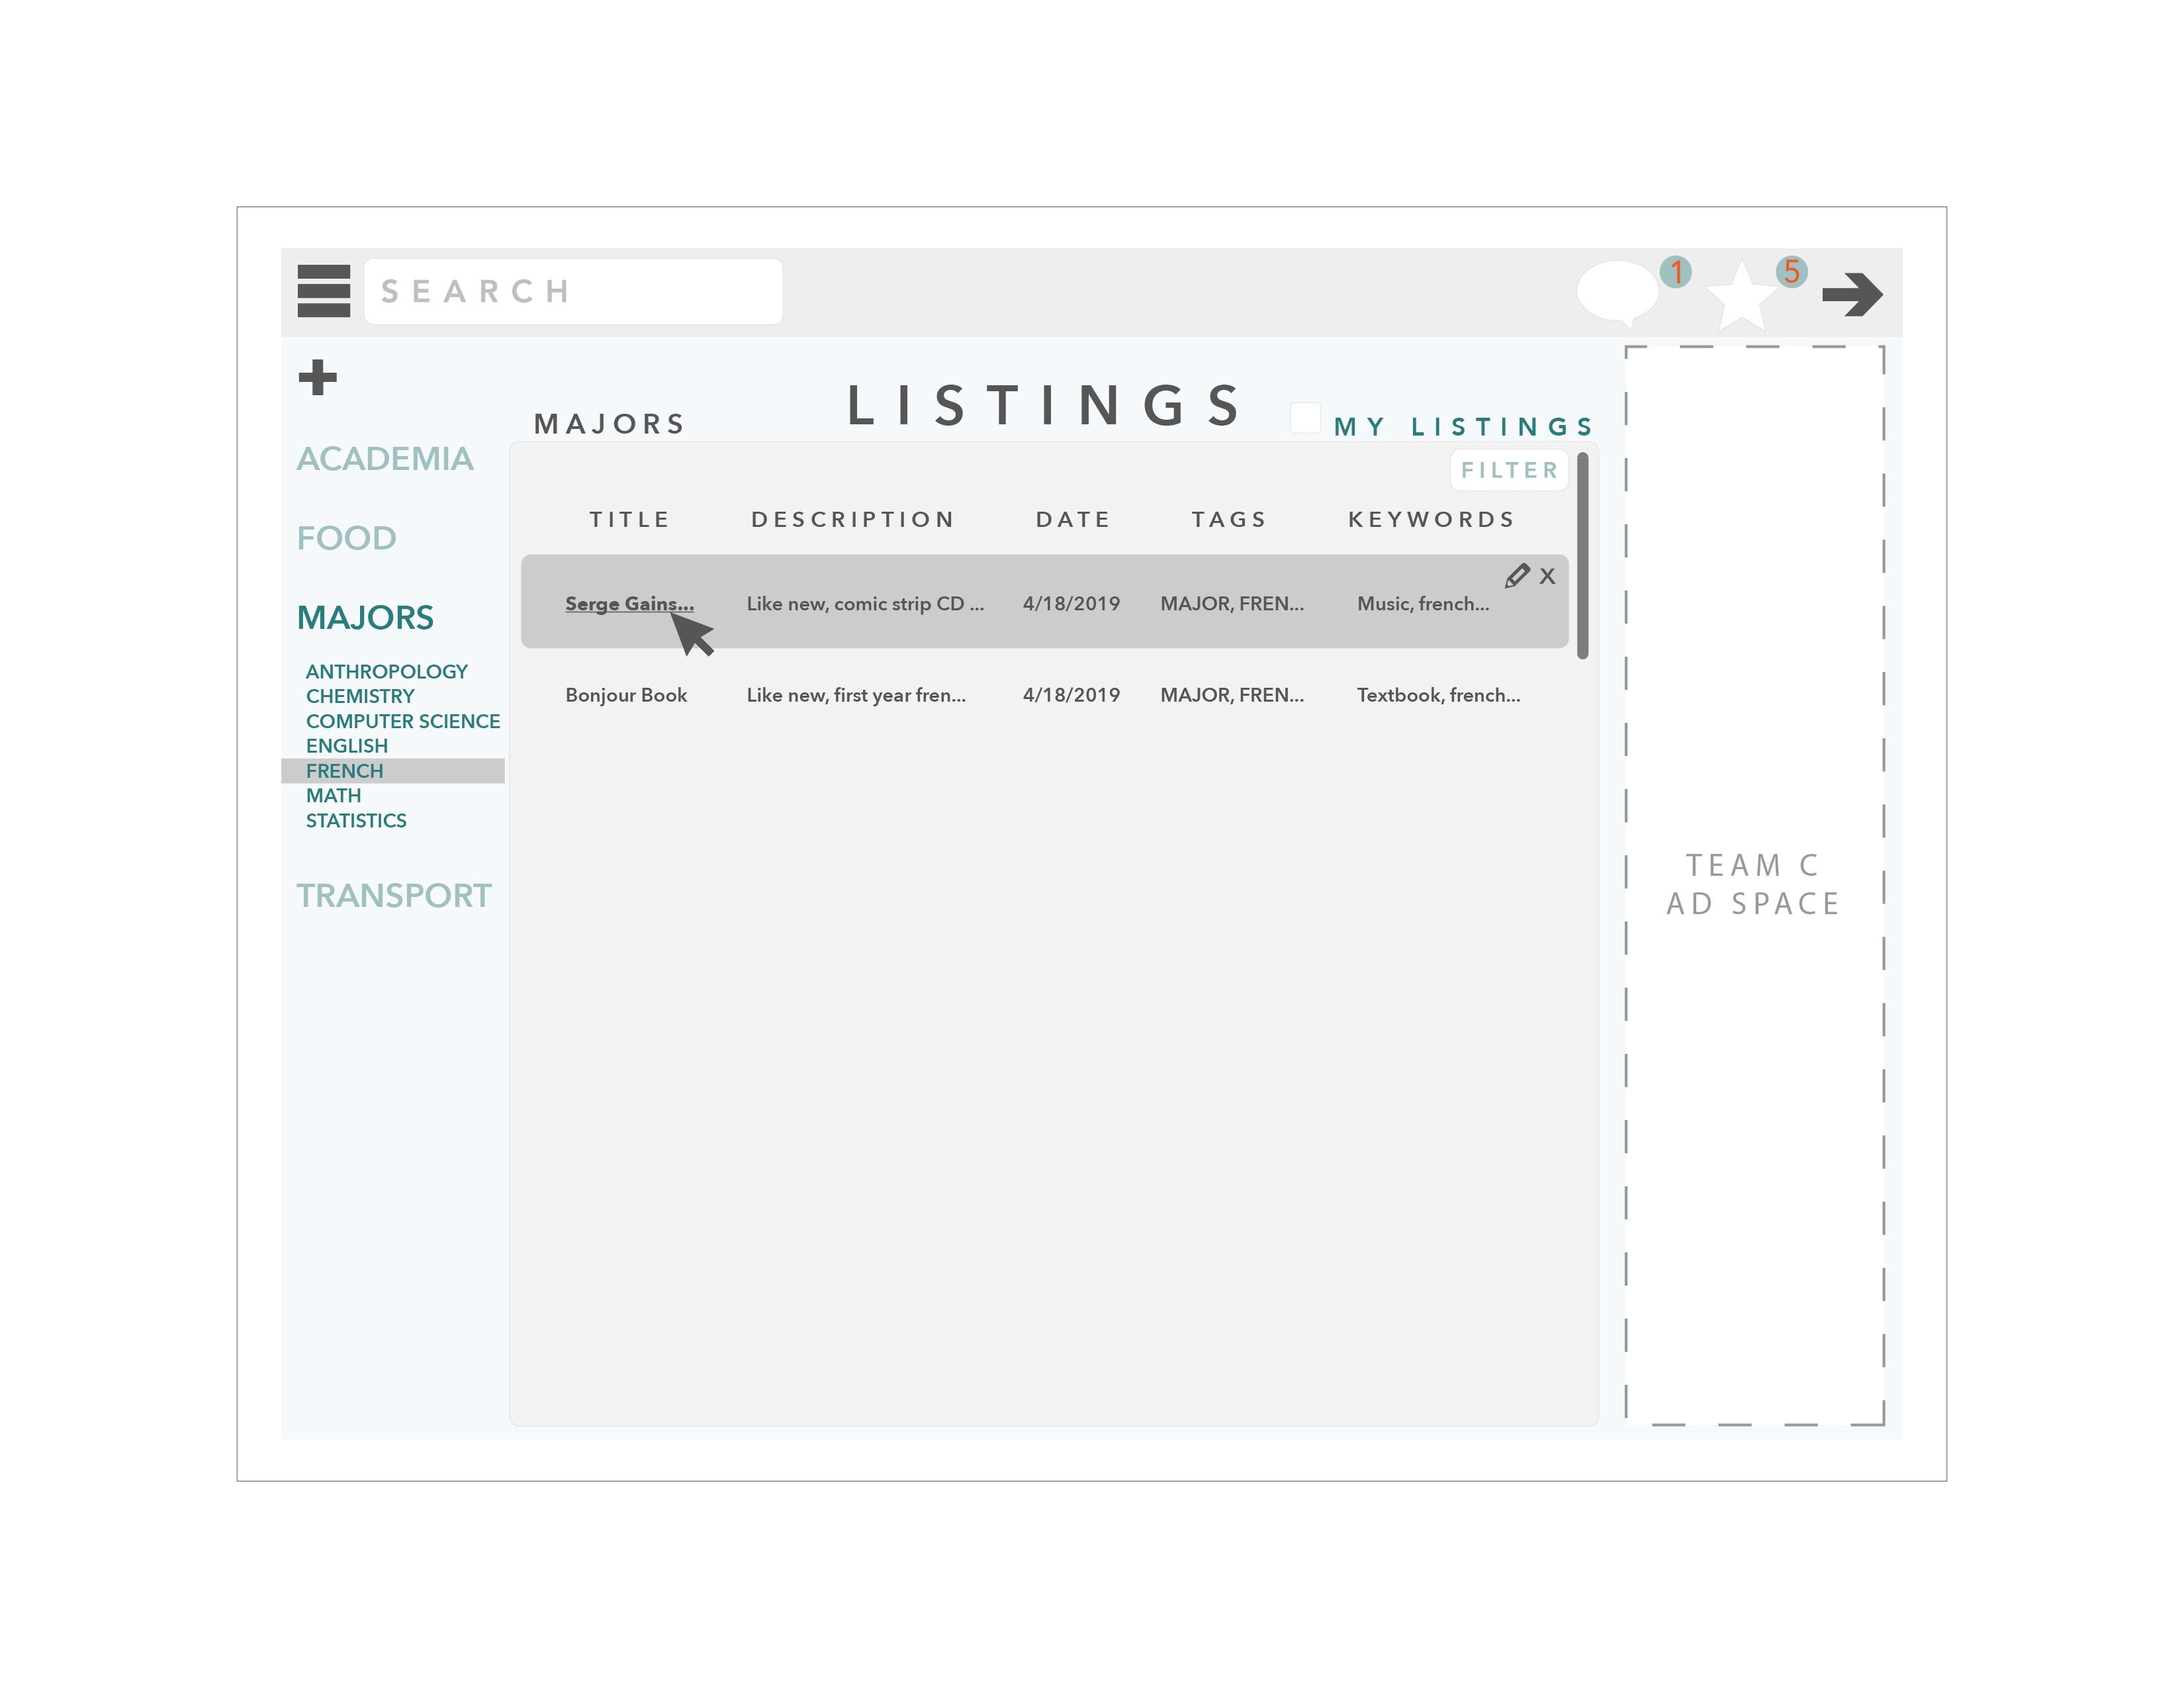 SEARCH
1
5
LISTINGS
MAJORS
MY LISTINGS
ACADEMIA
FOOD
MAJORS
ANTHROPOLOGY
CHEMISTRY
COMPUTER SCIENCE
ENGLISH
FRENCH
MATH
STATISTICS
TRANSPORT
FILTER
TITLE DESCRIPTION DATE TAGS KEYWORDS
X
Serge Gains... Like new, comic strip CD ... 4/18/2019 MAJOR, FREN... Music, french...
Bonjour Book Like new, first year fren... 4/18/2019 MAJOR, FREN... Textbook, french...
TEAM C
AD SPACE